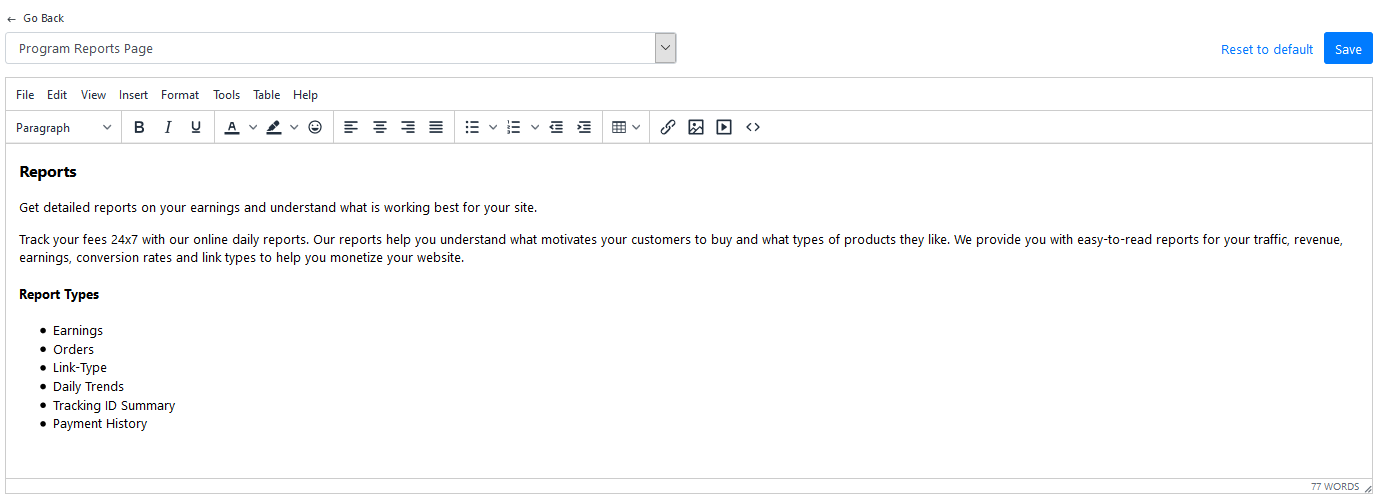 ← Go Back
Program Reports Page
Reset to default
Save
File Edit View Insert Format Tools Table Help
Paragraph
Reports
Get detailed reports on your earnings and understand what is working best for your site.
Track your fees 24x7 with our online daily reports. Our reports help you understand what motivates your customers to buy and what types of products they like. We provide you with easy-to-read reports for your traffic, revenue,
earnings, conversion rates and link types to help you monetize your website.
Report Types
• Earnings
• Orders
• Link-Type
• Daily Trends
• Tracking ID Summary
• Payment History
77 WORDS